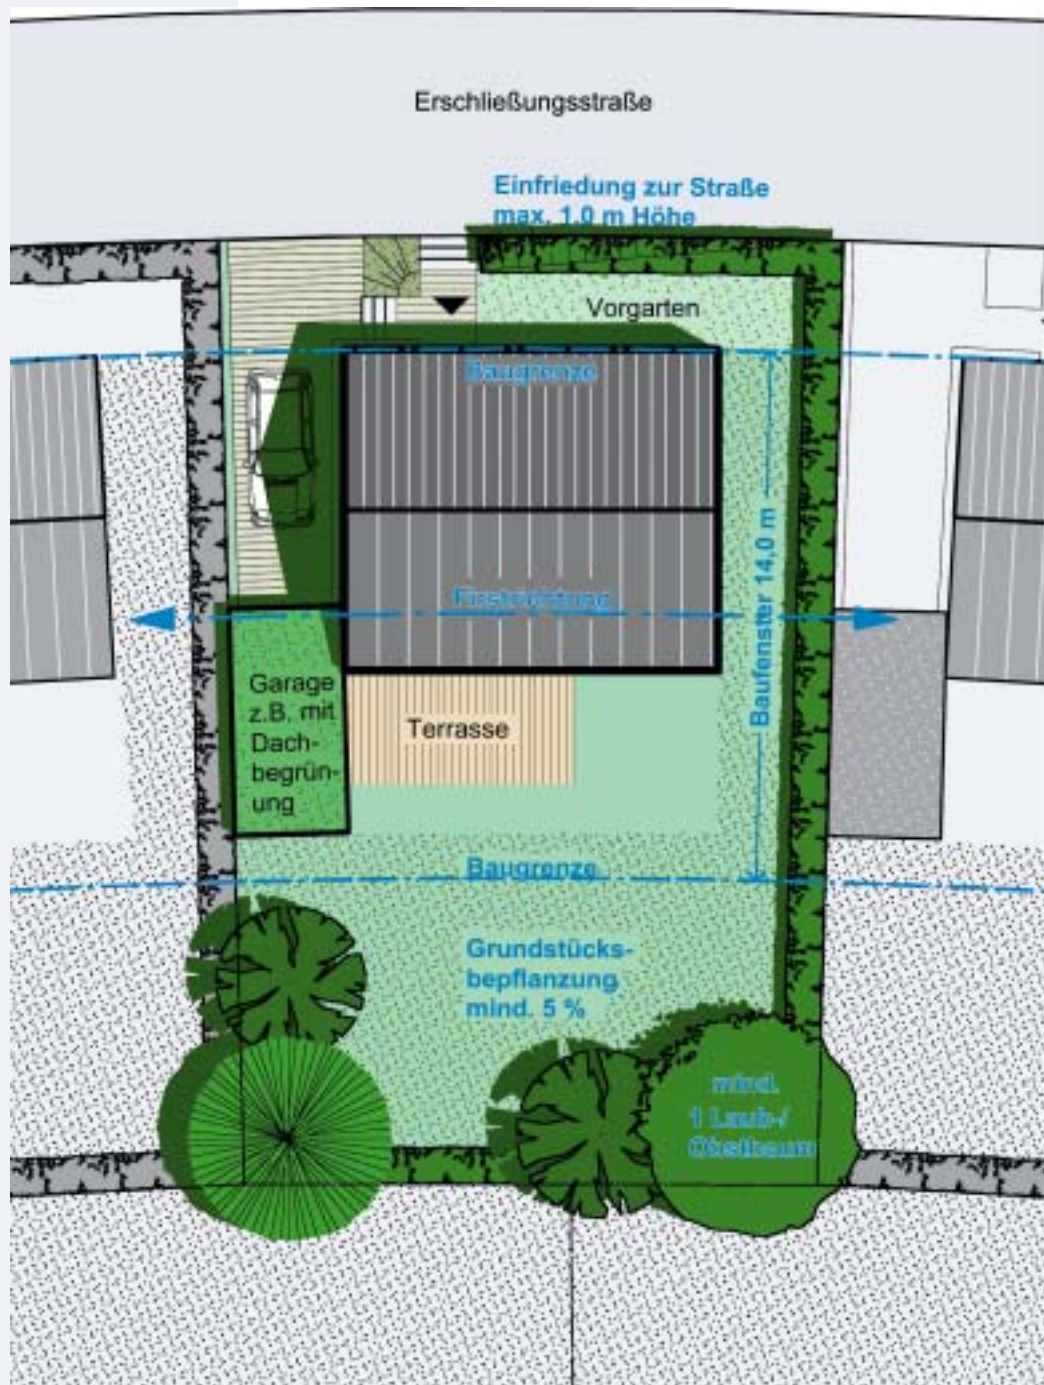 Erschließungsstraße
Einfriedung zur Straße
max. 1,0 m Höhe
Vorgarten
Baugrenze
Firstrichtung
Baufenster 14,0 m
Garage
z.B. mit
Dach-
begrün-
ung
Terrasse
Baugrenze
Grundstücks-
bepflanzung
mind. 5 %
mind.
1 Laub-/
Obstbaum